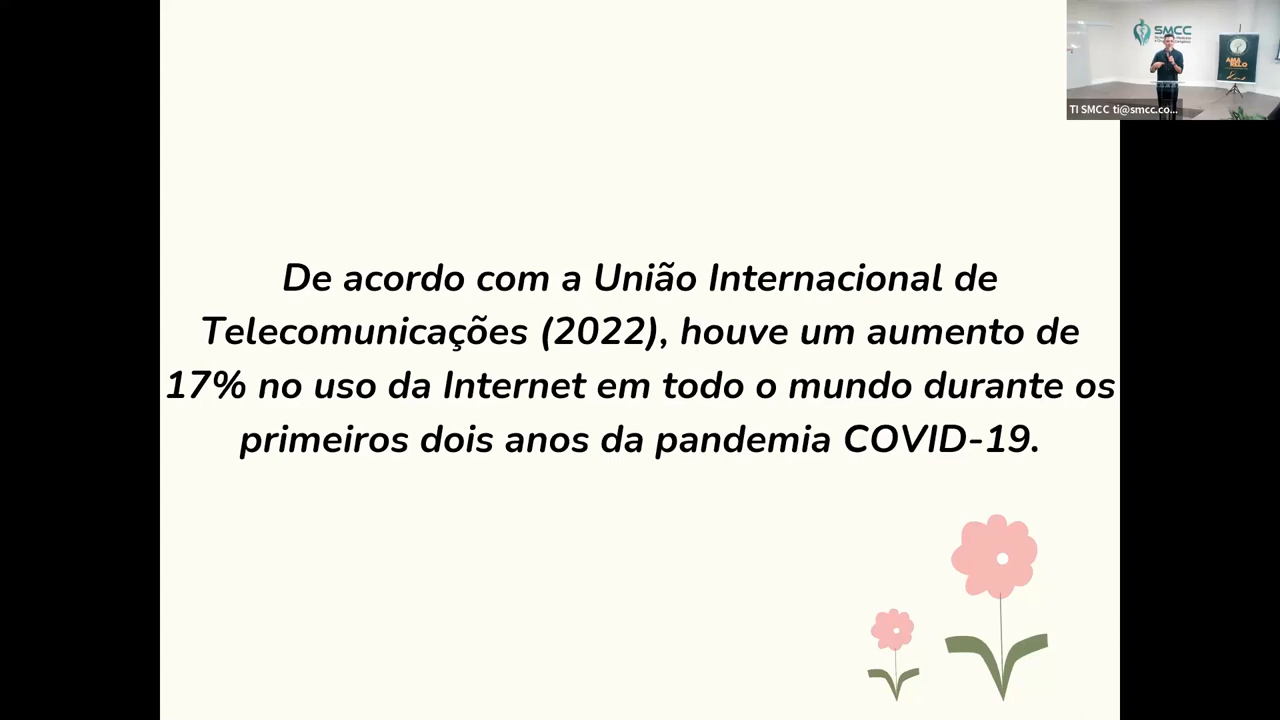 SMCC
TI SMCC ti@smcc.co...
De acordo com a União Internacional de
Telecomunicações (2022), houve um aumento de
17% no uso da Internet em todo o mundo durante os
primeiros dois anos da pandemia COVID-19.